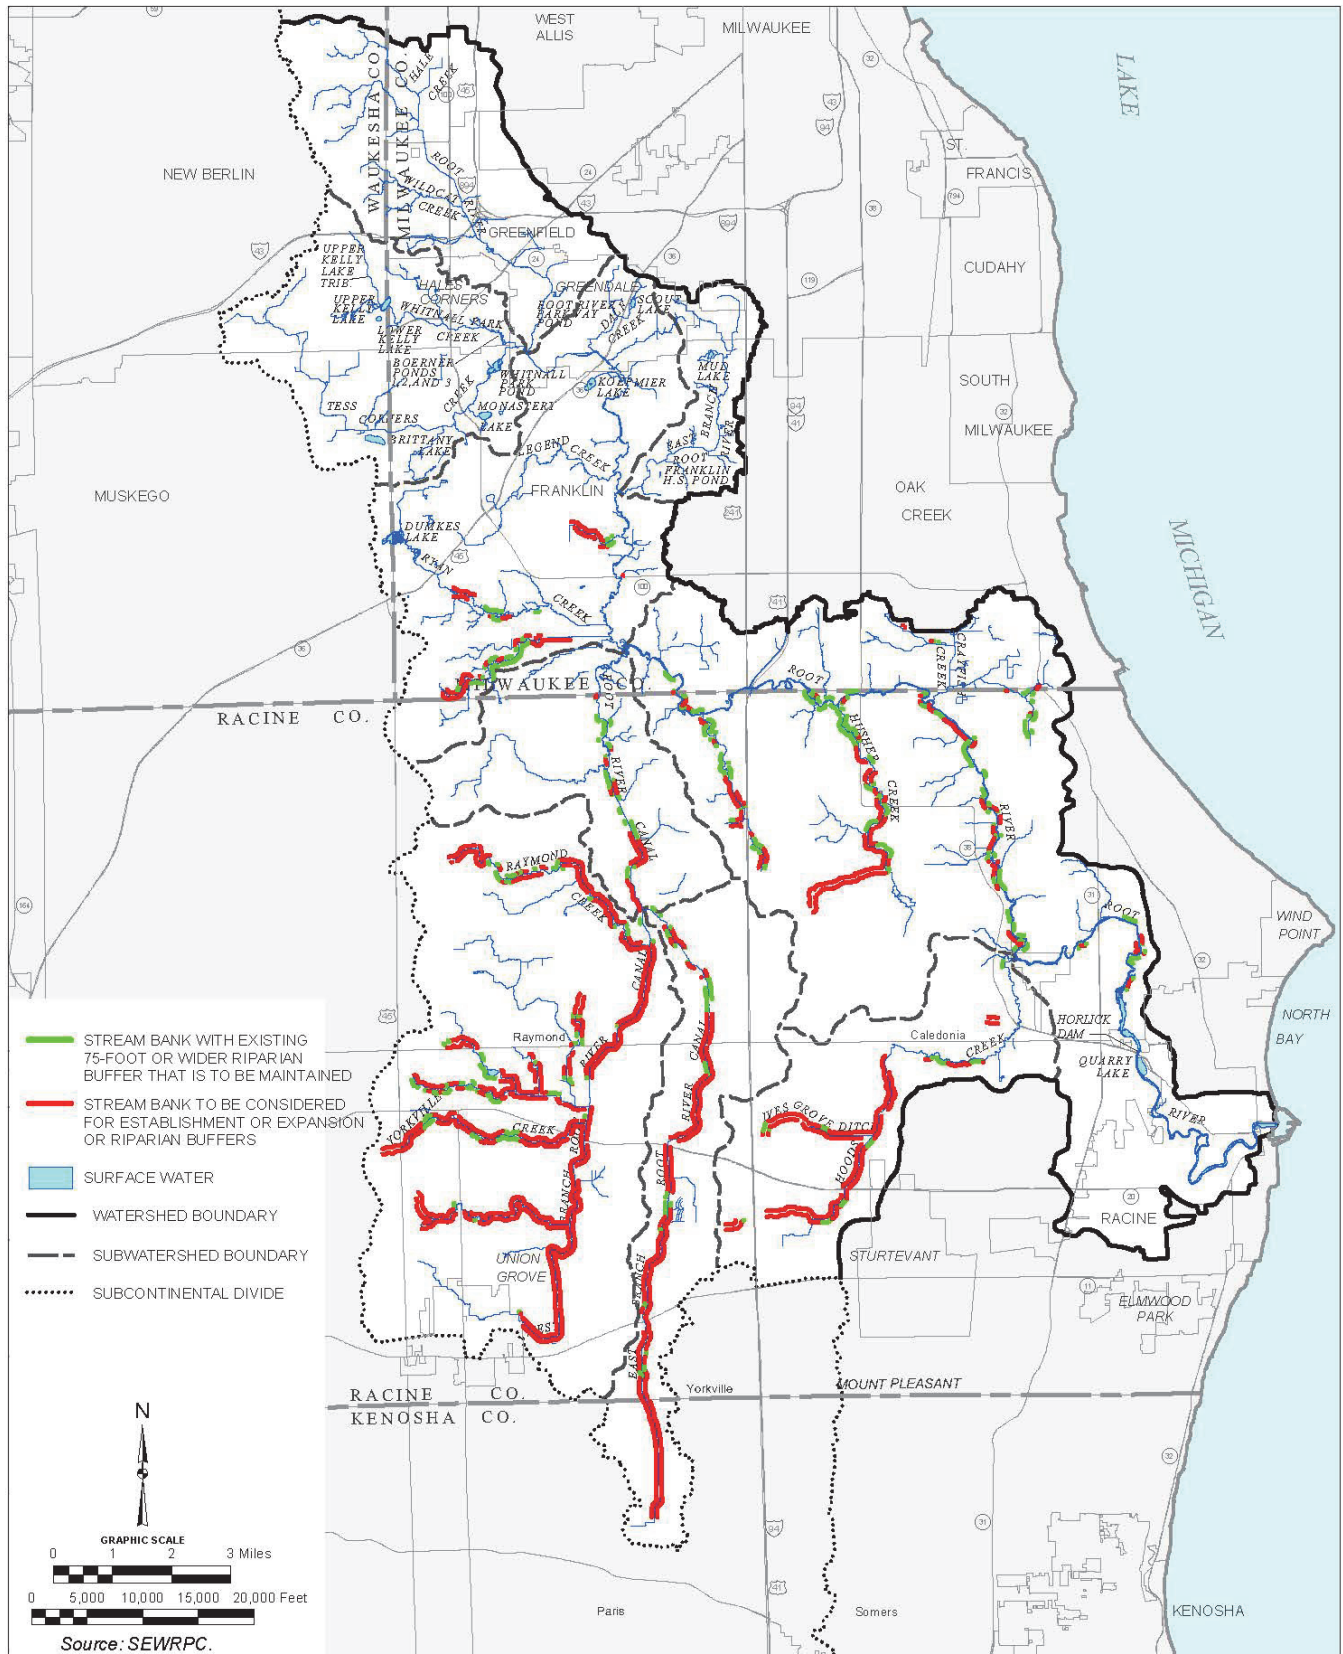 WEST
ALLIS
MILWAUKEE
LAKE
WAUKESHA CO.
MILWAUKEE CO.
HALE
CREEK
ST.
FRANCIS
NEW BERLIN
ROOT
RIVER
WILDCAT
CREEK
GREENFIELD
CUDAHY
UPPER
KELLY
LAKE
TRIB.
HALES
CORNERS
GREENDALE
UPPER
KELLY
LAKE
WHITNALL PARK
CREEK
ROOT RIVER
PARKWAY
POND
DALE
CREEK
SCOUT
LAKE
LOWER
KELLY
LAKE
BOERNER
PONDS
1,2,AND 3
CREEK
WHITNALL
PARK
POND
KOEPMIER
LAKE
MUD
LAKE
SOUTH
MILWAUKEE
TESS
CORNERS
MONASTERY
LAKE
BRITTANY
LAKE
LEGEND
CREEK
EAST
BRANCH
ROOT
RIVER
FRANKLIN
H.S. POND
MUSKEGO
FRANKLIN
OAK
CREEK
DUMKES
LAKE
RYAN
CREEK
MICHIGAN
MILWAUKEE CO.
RACINE CO.
ROOT
RIVER
CANAL
ROOT
CRAYFISH
CREEK
HUSHER
CREEK
RIVER
RAYMOND
CREEK
ROOT
WIND
POINT
CANAL
RIVER
Raymond
CANAL
RIVER
Caledonia
CREEK
HORLICK
DAM
NORTH
BAY
QUARRY
LAKE
RIVER
YORKVILLE
CREEK
ROOT
BRANCH
IVES GROVE DITCH
HOODS
ROOT
RACINE
STURTEVANT
UNION
GROVE
WEST
BRANCH
EAST
ELMWOOD
PARK
Yorkville
MOUNT PLEASANT
RACINE CO.
KENOSHA CO.
Paris
Somers
KENOSHA
STREAM BANK WITH EXISTING
75-FOOT OR WIDER RIPARIAN
BUFFER THAT IS TO BE MAINTAINED
STREAM BANK TO BE CONSIDERED
FOR ESTABLISHMENT OR EXPANSION
OR RIPARIAN BUFFERS
SURFACE WATER
WATERSHED BOUNDARY
SUBWATERSHED BOUNDARY
SUBCONTINENTAL DIVIDE
N
GRAPHIC SCALE
0 1 2 3 Miles
0 5,000 10,000 15,000 20,000 Feet
Source: SEWRPC.